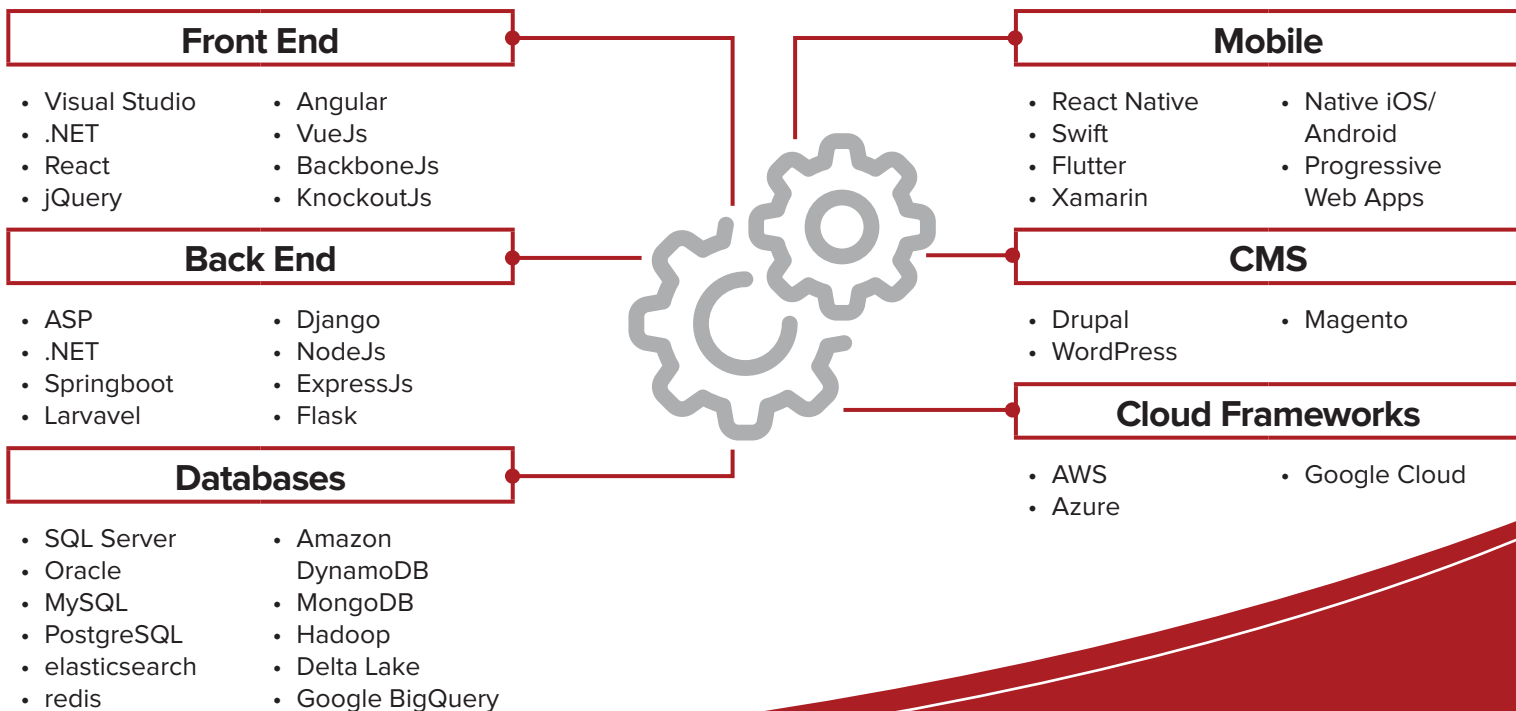 Front End
• Visual Studio
• .NET
• React
• jQuery
• Angular
• VueJs
• BackboneJs
• KnockoutJs
Back End
• ASP
• .NET
• Springboot
• Larvavel
• Django
• NodeJs
• ExpressJs
• Flask
Databases
• SQL Server
• Oracle
• MySQL
• PostgreSQL
• elasticsearch
• redis
• Amazon
DynamoDB
• MongoDB
• Hadoop
• Delta Lake
• Google BigQuery
Mobile
• React Native
• Swift
• Flutter
• Xamarin
• Native iOS/
Android
• Progressive
Web Apps
CMS
• Drupal
• WordPress
• Magento
Cloud Frameworks
• AWS
• Azure
• Google Cloud